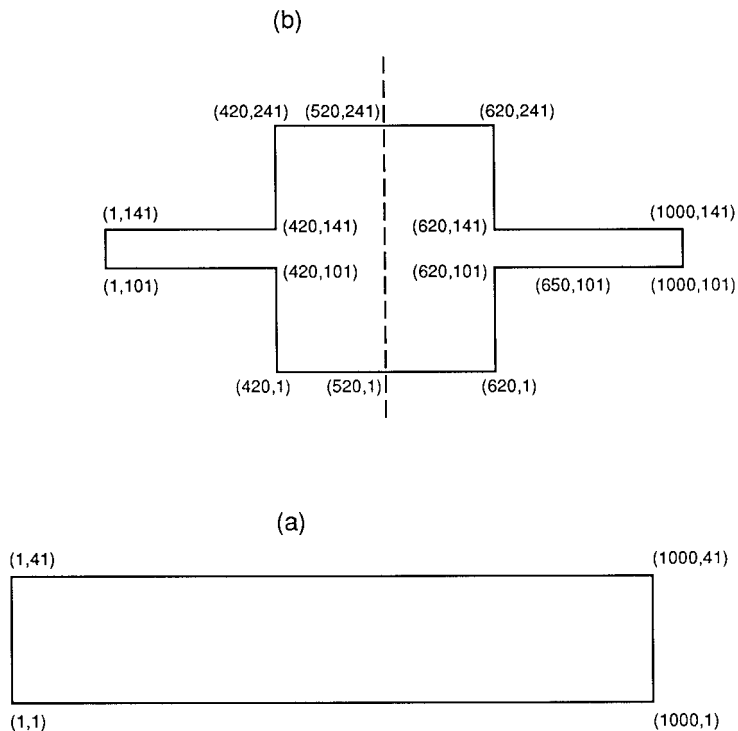 (b)
(420,241) (520,241) (620,241)
(1,141) (420,141) (620,141) (1000,141)
(1,101) (420,101) (620,101) (650,101) (1000,101)
(420,1) (520,1) (620,1)
(a)
(1,41) (1000,41)
(1,1) (1000,1)